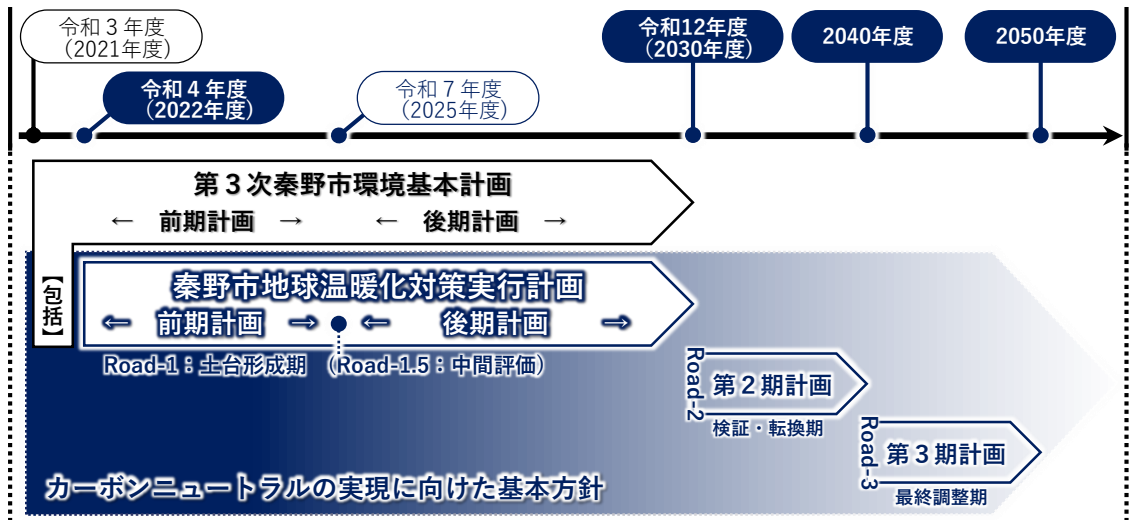 令和３年度
（2021年度）
令和４年度
（2022年度）
令和７年度
（2025年度）
令和12年度
（2030年度）
2040年度
2050年度
第３次秦野市環境基本計画
← 前期計画 → ← 後期計画 →
【包括】
秦野市地球温暖化対策実行計画
← 前期計画 → ← 後期計画 →
Road-1：土台形成期 （Road-1.5：中間評価）
Road-2
第２期計画
検証・転換期
Road-3
第３期計画
最終調整期
カーボンニュートラルの実現に向けた基本方針